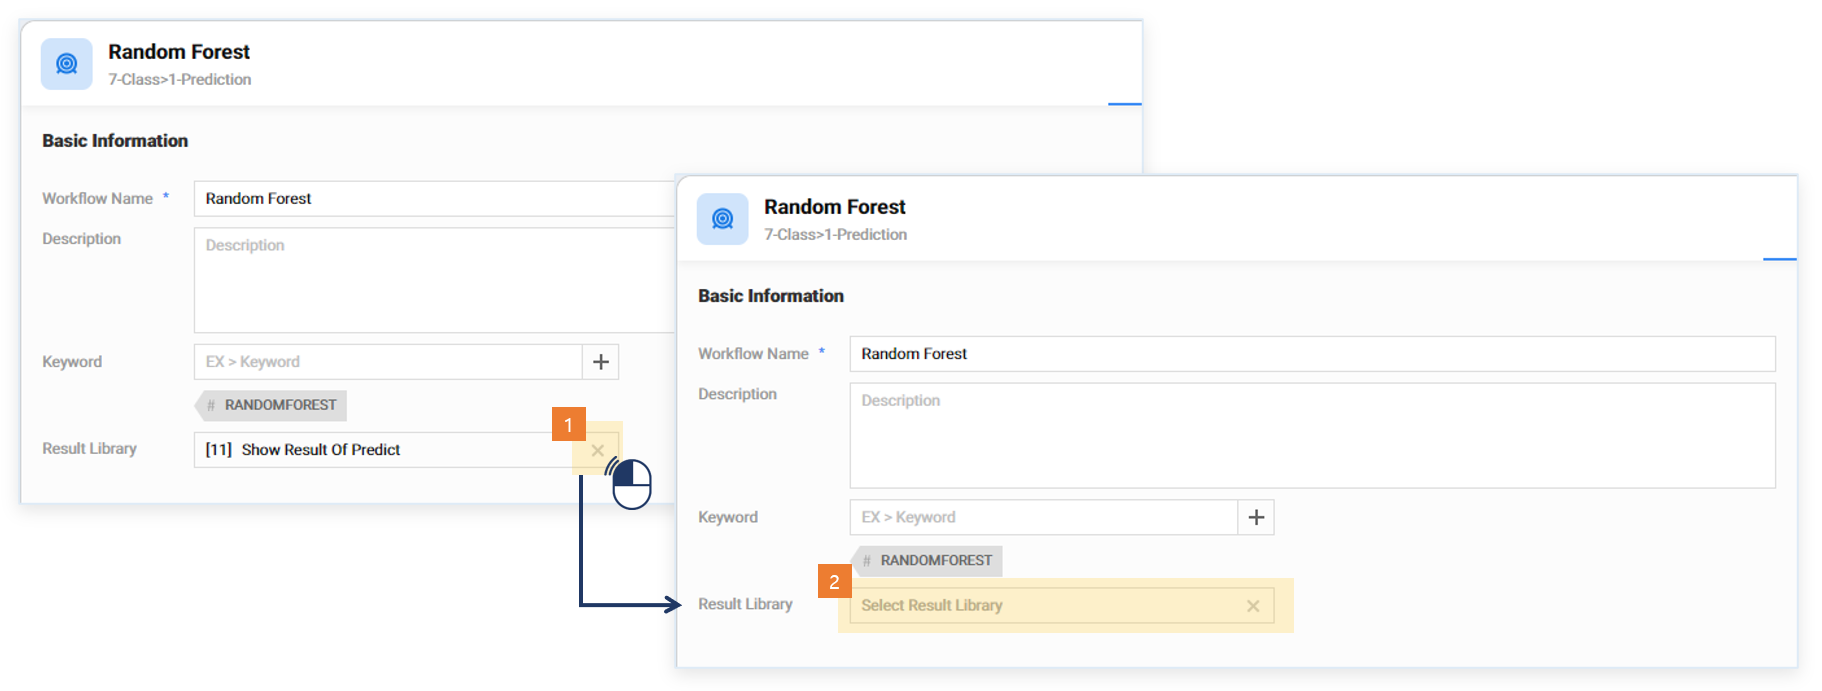 Random Forest
7-Class>1-Prediction
Basic Information
Workflow Name *
Random Forest
Description
Description
Keyword
EX > Keyword
+
# RANDOMFOREST
1
Result Library
[11] Show Result Of Predict
×
Random Forest
7-Class>1-Prediction
Basic Information
Workflow Name *
Random Forest
Description
Description
Keyword
EX > Keyword
+
# RANDOMFOREST
2
Result Library
Select Result Library
×